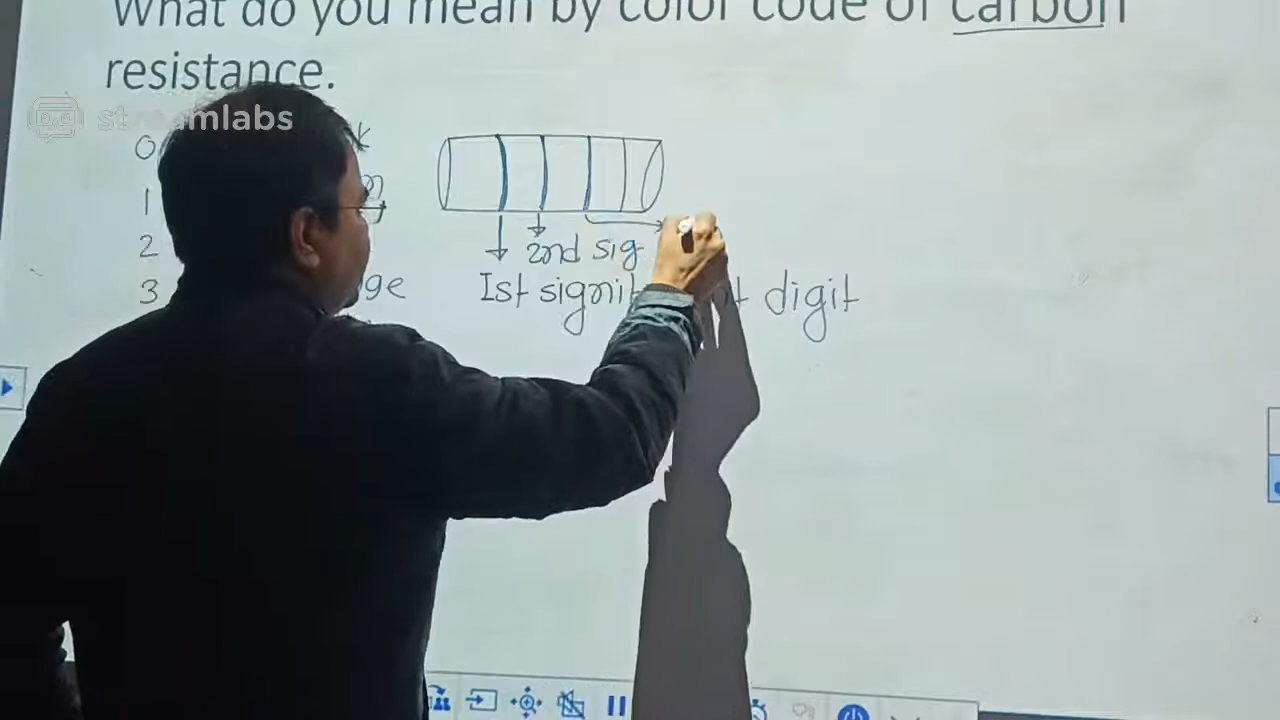 What do you mean by color code of carbon
resistance.
streamlabs
0
1
2
3
2nd sig
Ist digit